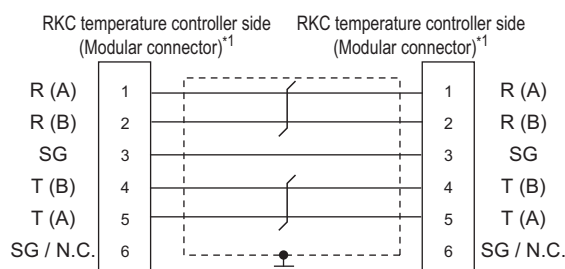 RKC temperature controller side RKC temperature controller side
(Modular connector)*1 (Modular connector)*1
R (A) 1 1 R (A)
R (B) 2 2 R (B)
SG 3 3 SG
T (B) 4 4 T (B)
T (A) 5 5 T (A)
SG / N.C. 6 6 SG / N.C.